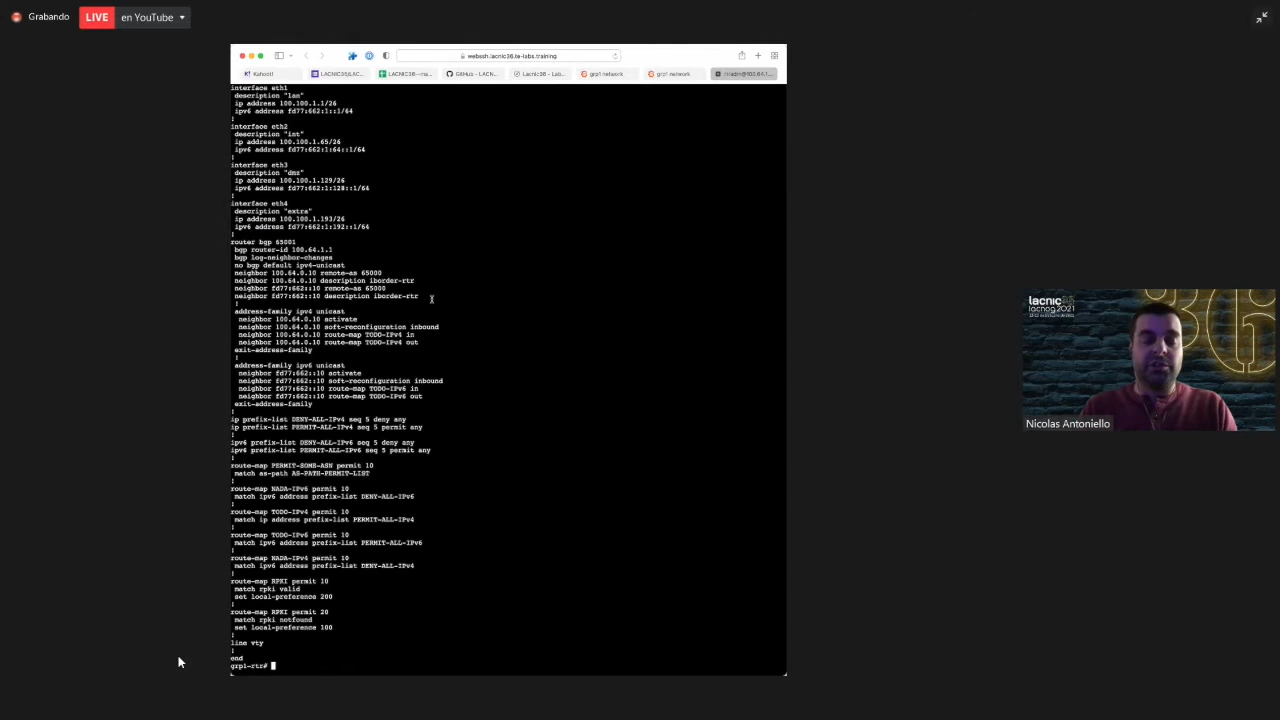 Grabando
LIVE en YouTube
webssh.lacnic36.te-labs.training
Kahoot!
LACNIC36/LAC...
LACNIC36—ma...
GitHub - LACN...
Lacnic36 - Lab...
grp1 network
grp1 network
interface eth1
description "lan"
ip address 100.100.1.1/26
ipv6 address fd77:662:1::1/64
!
interface eth2
description "int"
ip address 100.100.1.65/26
ipv6 address fd77:662:1:64::1/64
!
interface eth3
description "dmz"
ip address 100.100.1.129/26
ipv6 address fd77:662:1:128::1/64
!
interface eth4
description "extra"
ip address 100.100.1.193/26
ipv6 address fd77:662:1:192::1/64
!
router bgp 65001
bgp router-id 100.64.1.1
bgp log-neighbor-changes
no bgp default ipv4-unicast
neighbor 100.64.0.10 remote-as 65000
neighbor 100.64.0.10 description iborder-rtr
neighbor fd77:662::10 remote-as 65000
neighbor fd77:662::10 description iborder-rtr
!
address-family ipv4 unicast
neighbor 100.64.0.10 activate
neighbor 100.64.0.10 soft-reconfiguration inbound
neighbor 100.64.0.10 route-map TODO-IPv4 in
neighbor 100.64.0.10 route-map TODO-IPv4 out
exit-address-family
!
address-family ipv6 unicast
neighbor fd77:662::10 activate
neighbor fd77:662::10 soft-reconfiguration inbound
neighbor fd77:662::10 route-map TODO-IPv6 in
neighbor fd77:662::10 route-map TODO-IPv6 out
exit-address-family
!
ip prefix-list DENY-ALL-IPv4 seq 5 deny any
ip prefix-list PERMIT-ALL-IPv4 seq 5 permit any
!
ipv6 prefix-list DENY-ALL-IPv6 seq 5 deny any
ipv6 prefix-list PERMIT-ALL-IPv6 seq 5 permit any
!
route-map PERMIT-SOME-ASN permit 10
match as-path AS-PATH-PERMIT-LIST
!
route-map NADA-IPv6 permit 10
match ipv6 address prefix-list DENY-ALL-IPv6
!
route-map TODO-IPv4 permit 10
match ip address prefix-list PERMIT-ALL-IPv4
!
route-map TODO-IPv6 permit 10
match ipv6 address prefix-list PERMIT-ALL-IPv6
!
route-map NADA-IPv4 permit 10
match ipv6 address prefix-list DENY-ALL-IPv4
!
route-map RPKI permit 10
match rpki valid
set local-preference 200
!
route-map RPKI permit 20
match rpki notfound
set local-preference 100
!
line vty
!
end
grp1-rtr#
lacnic
lacnog 2021
36
Nicolas Antoniello